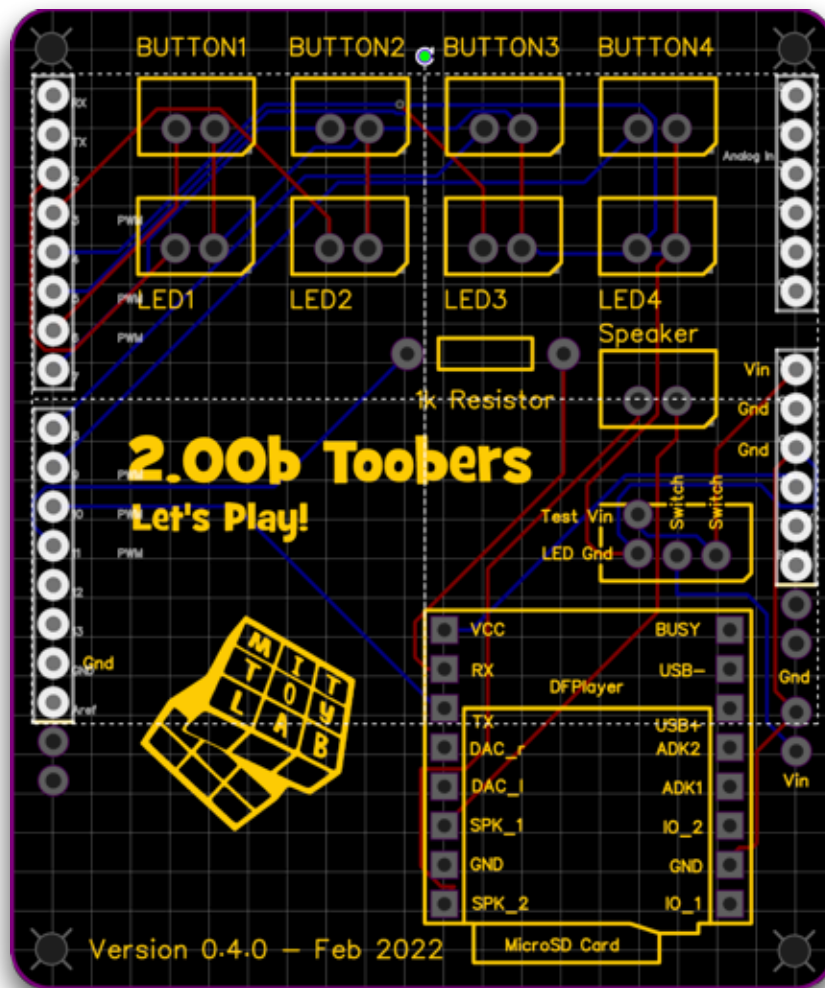 BUTTON1 BUTTON2 BUTTON3 BUTTON4
RX
TX
2
3
4
5
6
7
PWM
PWM
PWM
Analog In
LED1 LED2 LED3 LED4
Speaker
1k Resistor
Vin
Gnd
Gnd
8
9
10
11
12
13
GND
Aref
PWM
PWM
PWM
Gnd
2.00b Toobers
Let's Play!
Switch
Switch
Test Vin
LED Gnd
MIT
TOY
LAB
VCC BUSY
RX USB-
DFPlayer
TX USB+
DAC_r ADK2
DAC_l ADK1
SPK_1 IO_2
GND GND
SPK_2 IO_1
Gnd
Vin
MicroSD Card
Version 0.4.0 – Feb 2022